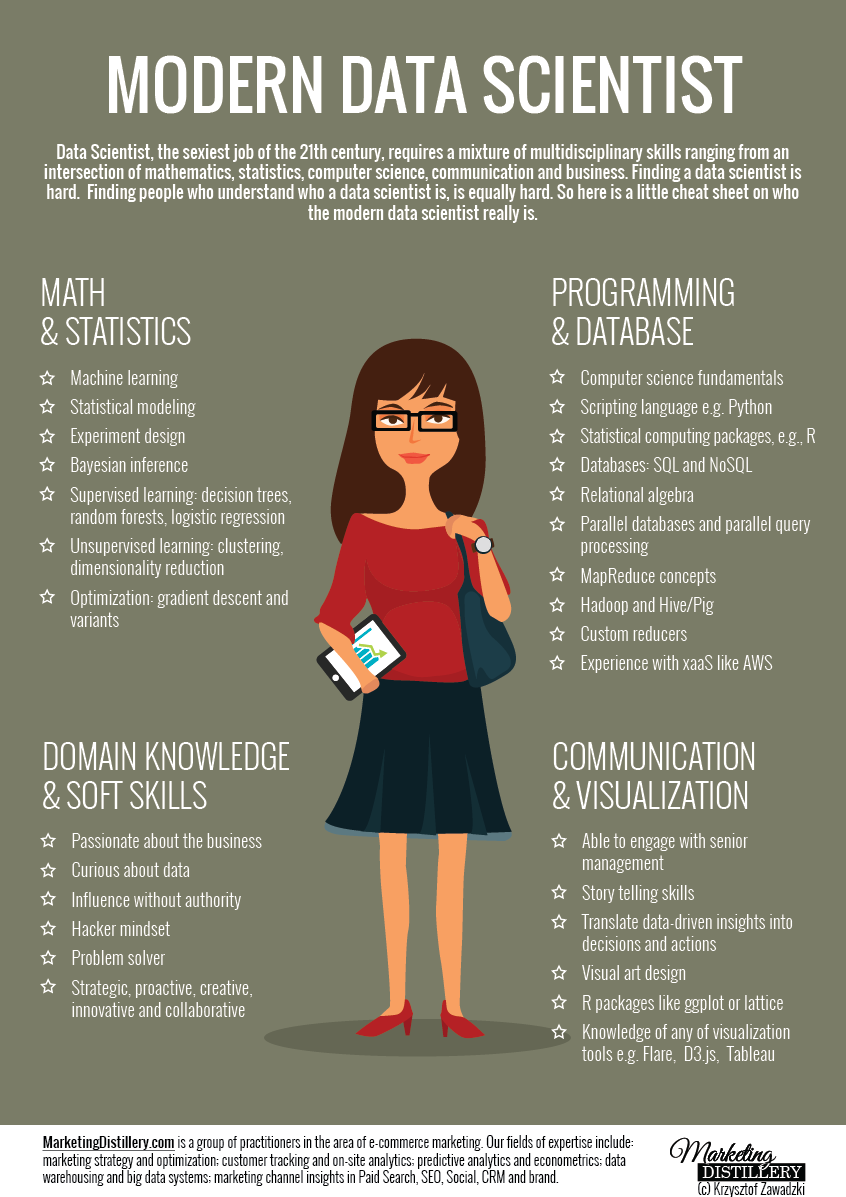 MODERN DATA SCIENTIST
Data Scientist, the sexiest job of the 21th century, requires a mixture of multidisciplinary skills ranging from an
intersection of mathematics, statistics, computer science, communication and business. Finding a data scientist is
hard. Finding people who understand who a data scientist is, is equally hard. So here is a little cheat sheet on who
the modern data scientist really is.
MATH
& STATISTICS
Machine learning
Statistical modeling
Experiment design
Bayesian inference
Supervised learning: decision trees,
random forests, logistic regression
Unsupervised learning: clustering,
dimensionality reduction
Optimization: gradient descent and
variants
PROGRAMMING
& DATABASE
Computer science fundamentals
Scripting language e.g. Python
Statistical computing packages, e.g., R
Databases: SQL and NoSQL
Relational algebra
Parallel databases and parallel query
processing
MapReduce concepts
Hadoop and Hive/Pig
Custom reducers
Experience with xaaS like AWS
DOMAIN KNOWLEDGE
& SOFT SKILLS
Passionate about the business
Curious about data
Influence without authority
Hacker mindset
Problem solver
Strategic, proactive, creative,
innovative and collaborative
COMMUNICATION
& VISUALIZATION
Able to engage with senior
management
Story telling skills
Translate data-driven insights into
decisions and actions
Visual art design
R packages like ggplot or lattice
Knowledge of any of visualization
tools e.g. Flare, D3.js, Tableau
MarketingDistillery.com is a group of practitioners in the area of e-commerce marketing. Our fields of expertise include:
marketing strategy and optimization; customer tracking and on-site analytics; predictive analytics and econometrics; data
warehousing and big data systems; marketing channel insights in Paid Search, SEO, Social, CRM and brand.
Marketing
DISTILLERY
(c) Krzysztof Zawadzki